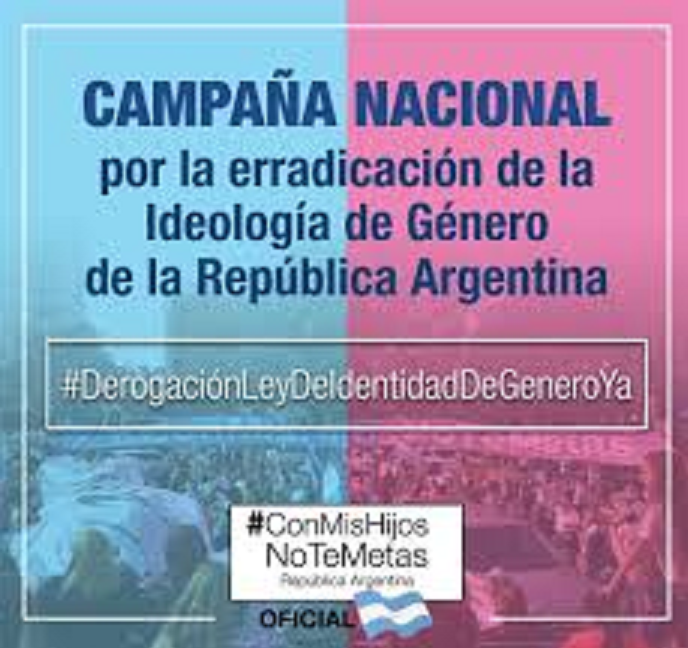 CAMPAÑA NACIONAL
por la erradicación de la
Ideología de Género
de la República Argentina
#DerogaciónLeyDeIdentidadDeGeneroYa
#ConMisHijos
NoTeMetas
República Argentina
OFICIAL